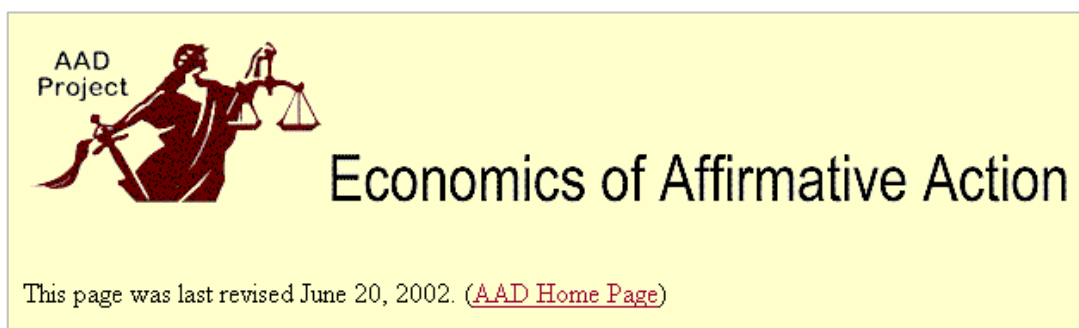 AAD
Project
Economics of Affirmative Action
This page was last revised June 20, 2002. (AAD Home Page)